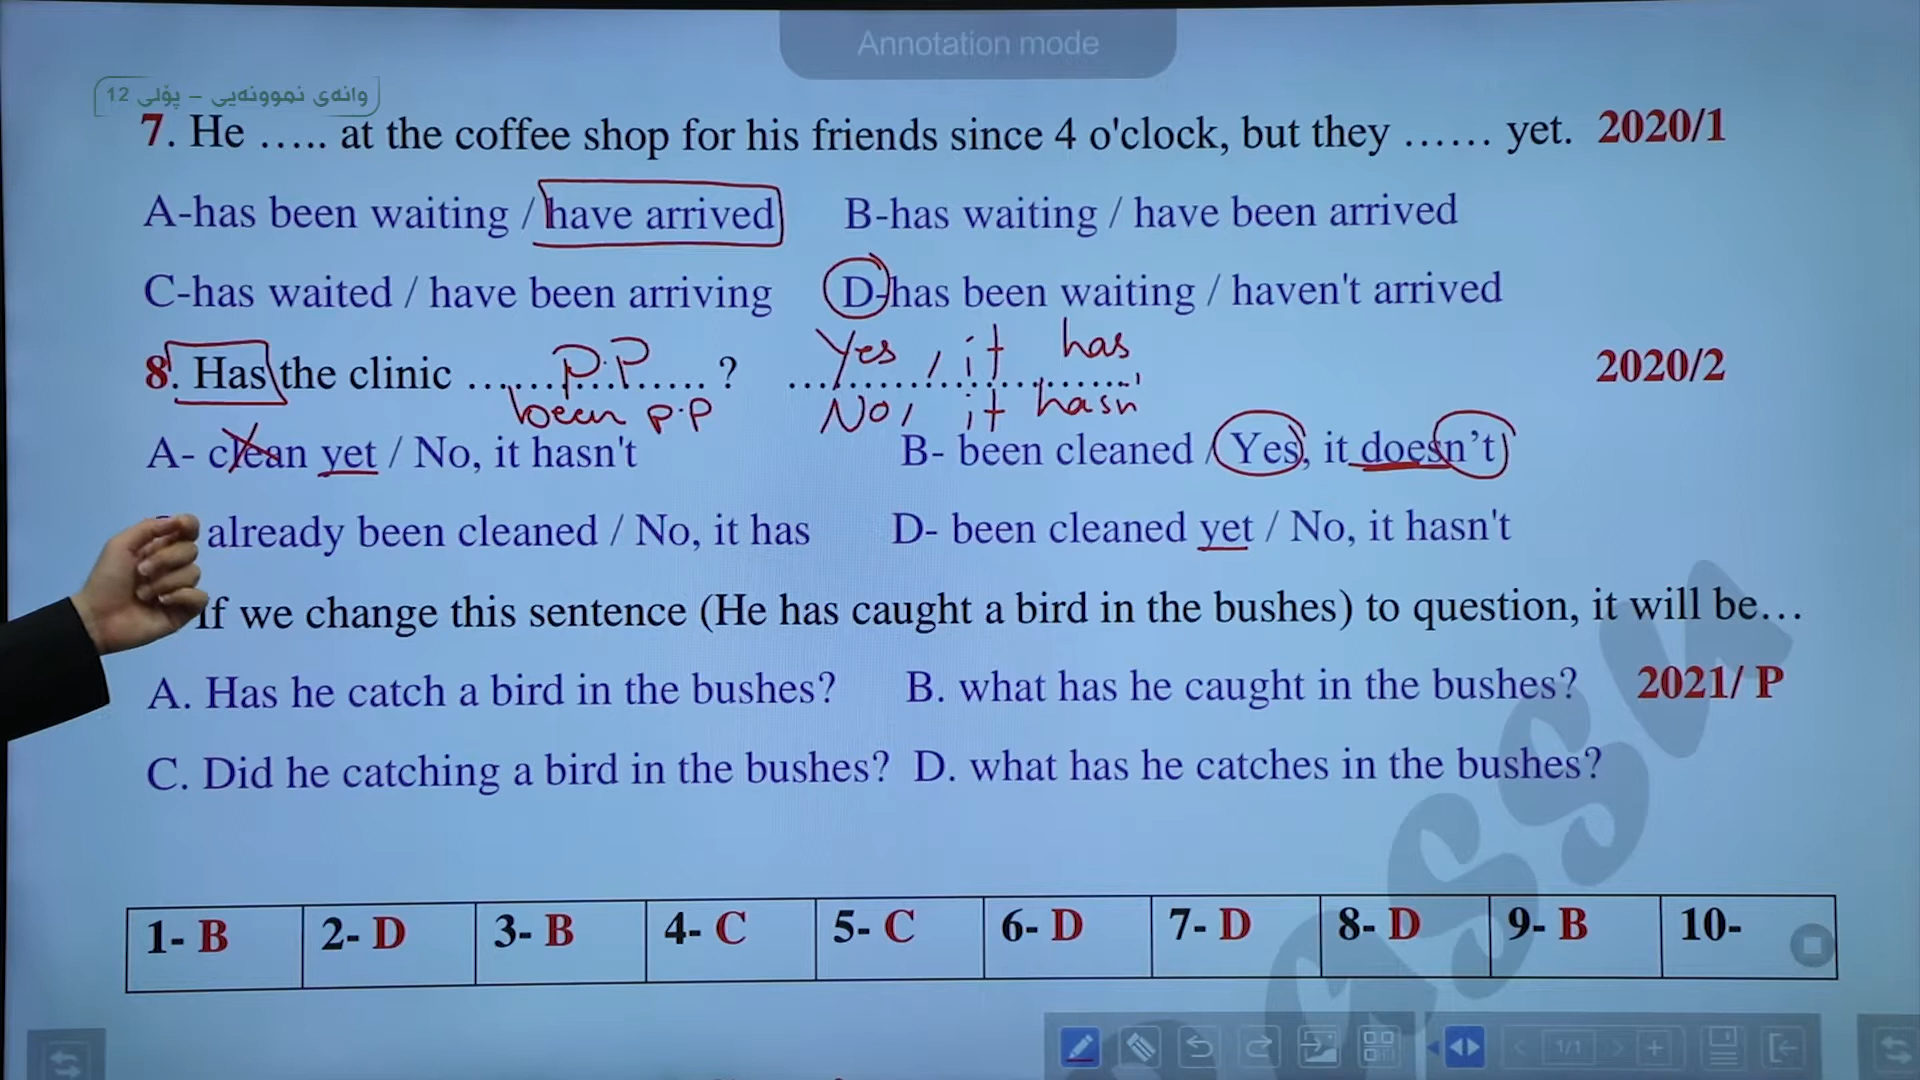 Annotation mode
وانەی نموونەیی – پۆلی 12
7. He ..... at the coffee shop for his friends since 4 o'clock, but they ...... yet. 2020/1
A-has been waiting / have arrived B-has waiting / have been arrived
C-has waited / have been arriving D-has been waiting / haven't arrived
Yes, it has
8. Has the clinic .......P.P....... ? .............................. 2020/2
been p.p No, it hasn
A- clean yet / No, it hasn't B- been cleaned / Yes, it doesn't
already been cleaned / No, it has D- been cleaned yet / No, it hasn't
If we change this sentence (He has caught a bird in the bushes) to question, it will be...
A. Has he catch a bird in the bushes? B. what has he caught in the bushes? 2021/ P
C. Did he catching a bird in the bushes? D. what has he catches in the bushes?
1- B 2- D 3- B 4- C 5- C 6- D 7- D 8- D 9- B 10-
1/1